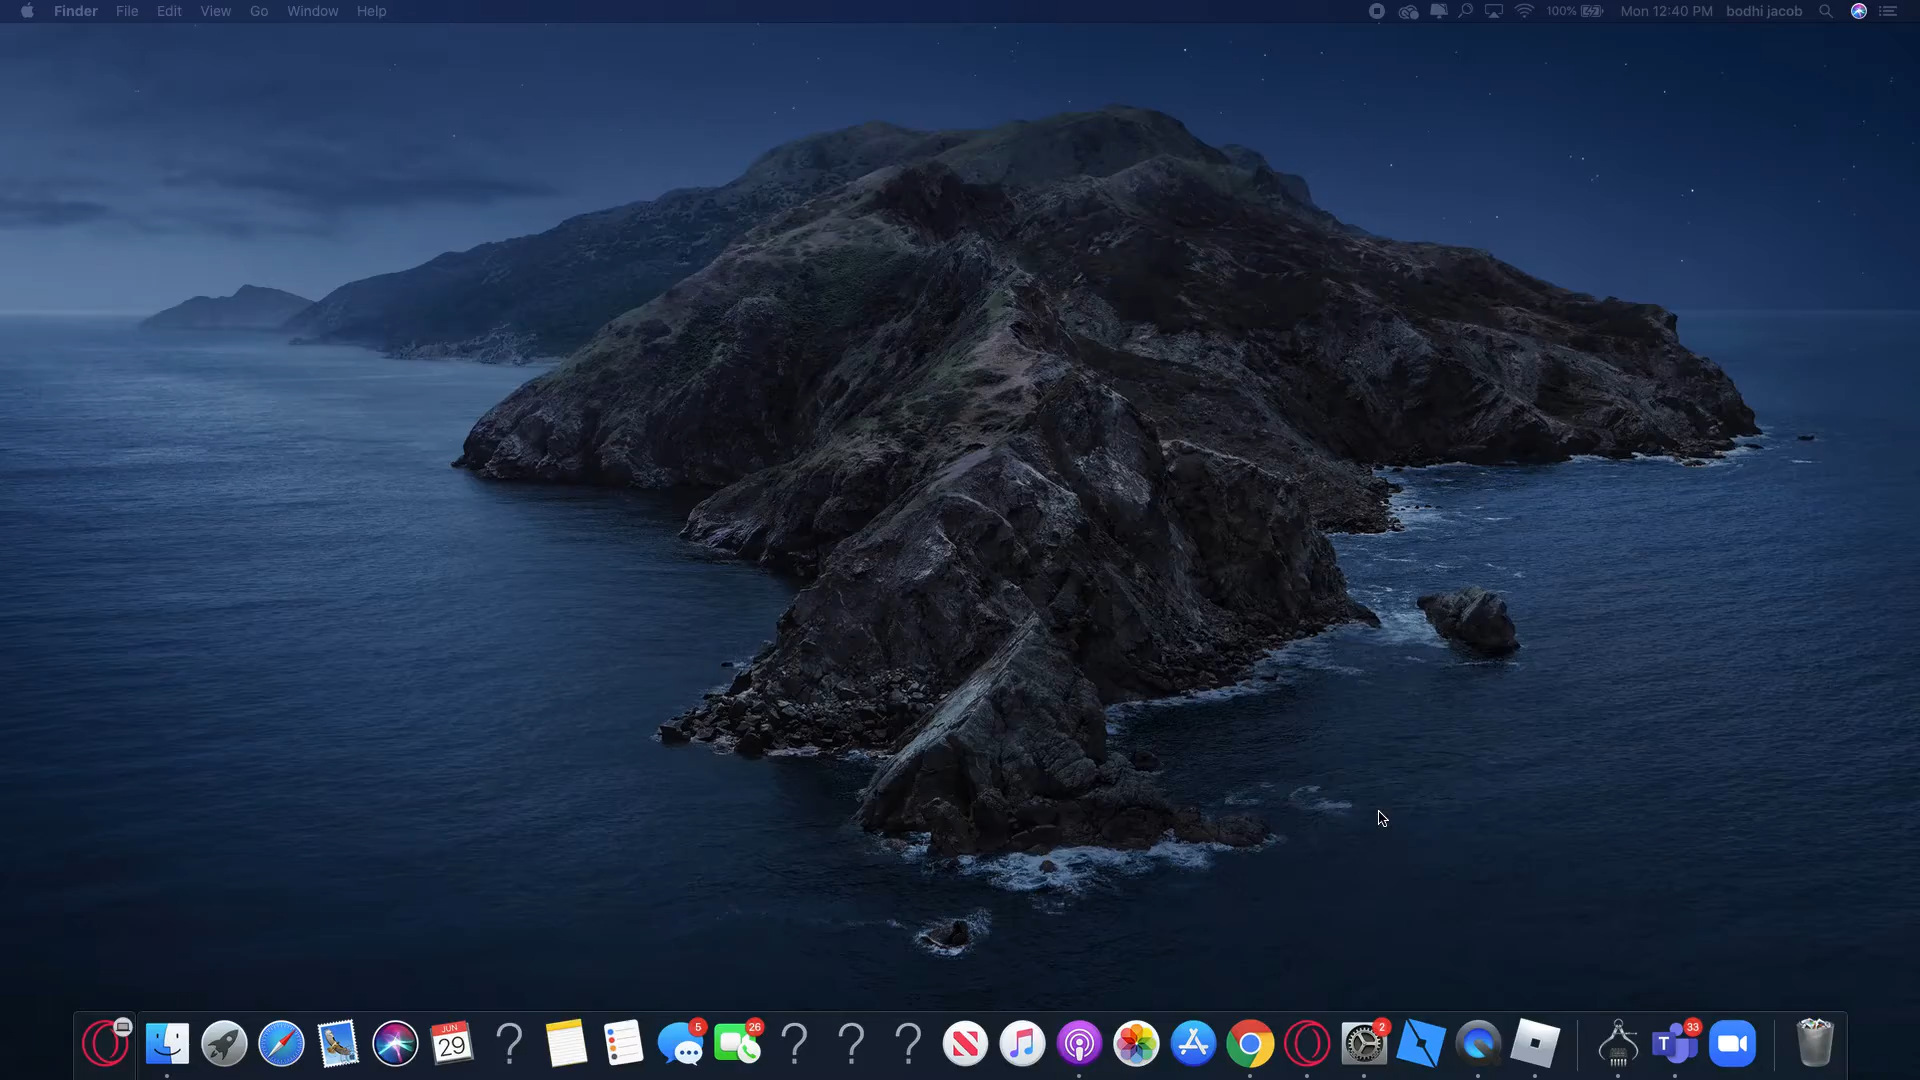 Finder File Edit View Go Window Help 100% Mon 12:40 PM bodhi jacob
JUN
29
? 5 26 ? ? ? 2 T 33